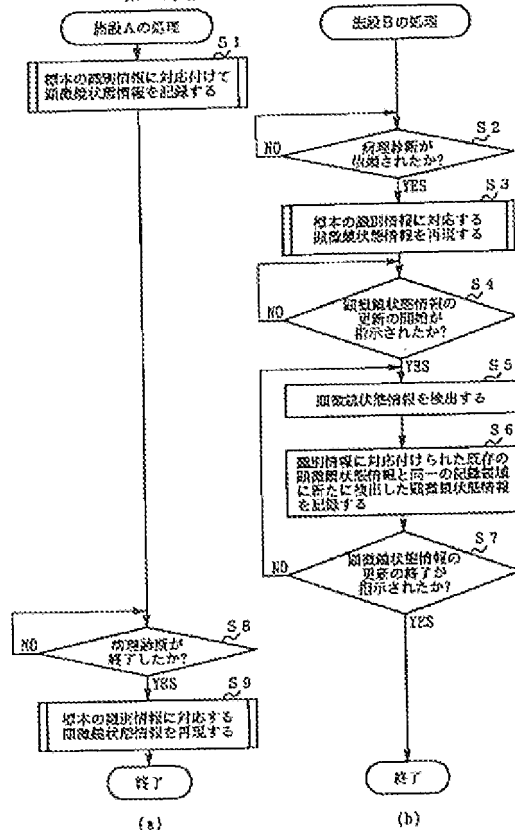 施設Aの処理
S1
標本の識別情報に対応付けて
顕微鏡状態情報を記録する
NO
S8
病理診断が
終了したか?
YES
S9
標本の識別情報に対応する
顕微鏡状態情報を再現する
終了
(a)
施設Bの処理
S2
NO
病理診断が
依頼されたか?
YES
S3
標本の識別情報に対応する
顕微鏡状態情報を再現する
S4
NO
顕微鏡状態情報の
更新の開始が
指示されたか?
YES
S5
顕微鏡状態情報を検出する
S6
識別情報に対応付けられた既存の
顕微鏡状態情報と同一の記録領域
に新たに検出した顕微鏡状態情報
を記録する
S7
NO
顕微鏡状態情報の
更新の終了が
指示されたか?
YES
終了
(b)